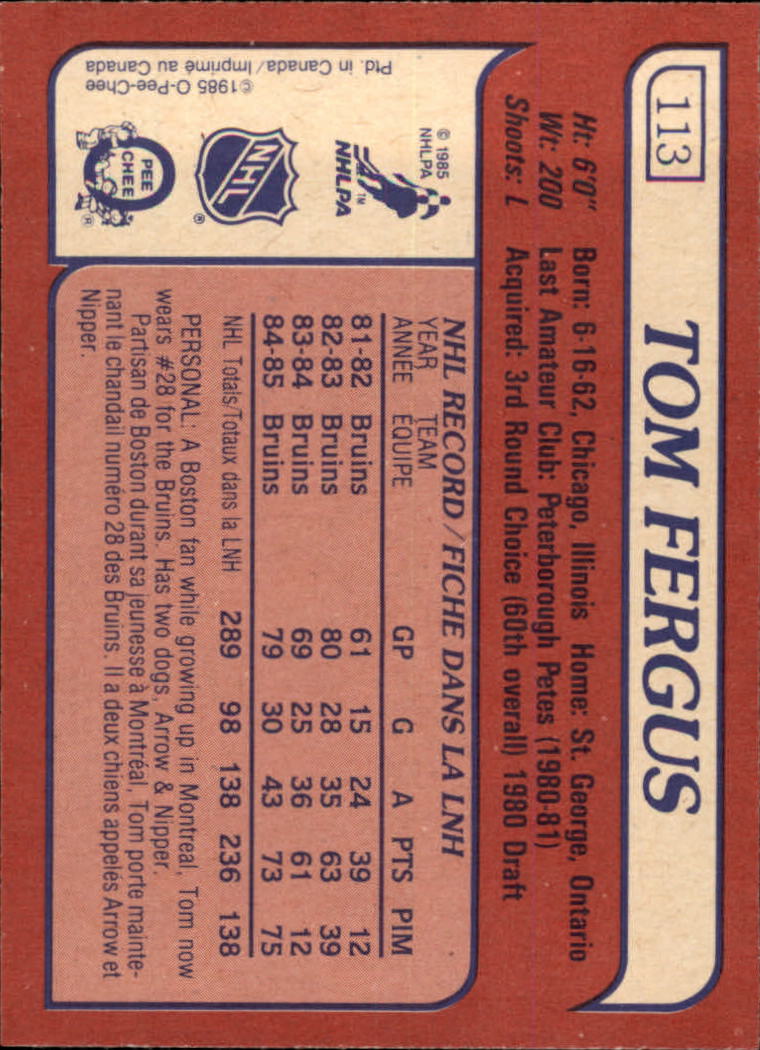 113
TOM FERGUS
Ht: 6'0" Born: 6-16-62, Chicago, Illinois Home: St. George, Ontario
Wt: 200 Last Amateur Club: Peterborough Petes (1980-81)
Shoots: L Acquired: 3rd Round Choice (60th overall) 1980 Draft
© 1985
NHLPA
NHLPA
TM
NHL
®
PEE
CHEE
®
©1985 O-Pee-Chee
Ptd. in Canada/Imprimé au Canada
NHL RECORD/FICHE DANS LA LNH
YEAR TEAM
ANNEE EQUIPE GP G A PTS PIM
81-82 Bruins 61 15 24 39 12
82-83 Bruins 80 28 35 63 39
83-84 Bruins 69 25 36 61 12
84-85 Bruins 79 30 43 73 75
NHL Totals/Totaux dans la LNH 289 98 138 236 138
PERSONAL: A Boston fan while growing up in Montreal, Tom now
wears #28 for the Bruins. Has two dogs, Arrow & Nipper.
Partisan de Boston durant sa jeunesse à Montréal, Tom porte mainte-
nant le chandail numéro 28 des Bruins. Il a deux chiens appelés Arrow et
Nipper.